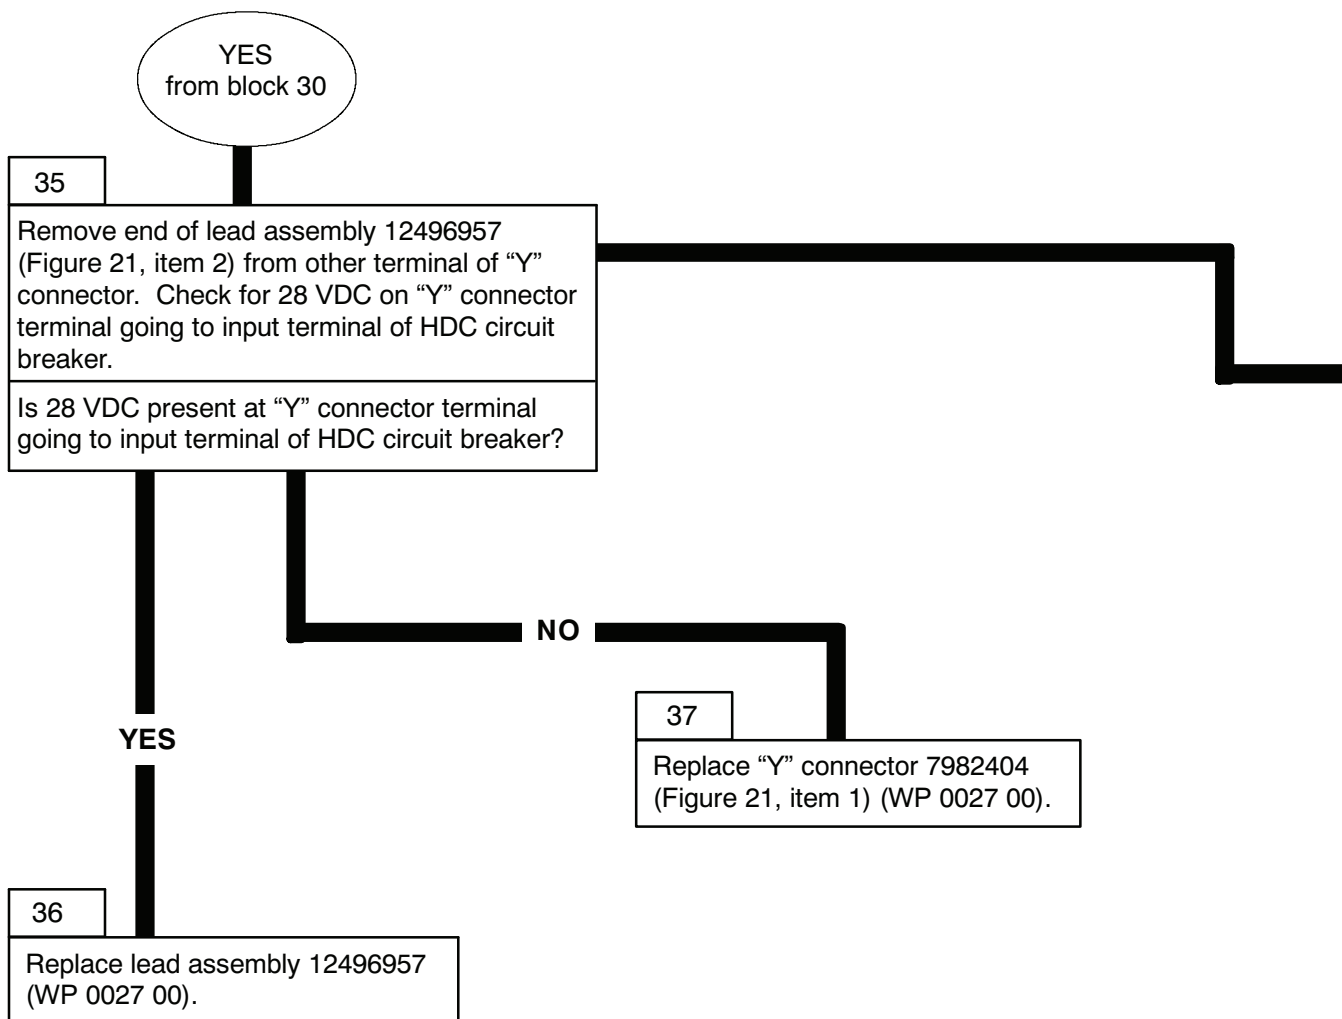 YES
from block 30
35
Remove end of lead assembly 12496957
(Figure 21, item 2) from other terminal of “Y”
connector.  Check for 28 VDC on “Y” connector
terminal going to input terminal of HDC circuit
breaker.
Is 28 VDC present at “Y” connector terminal
going to input terminal of HDC circuit breaker?
NO
YES
37
Replace “Y” connector 7982404
(Figure 21, item 1) (WP 0027 00).
36
Replace lead assembly 12496957
(WP 0027 00).